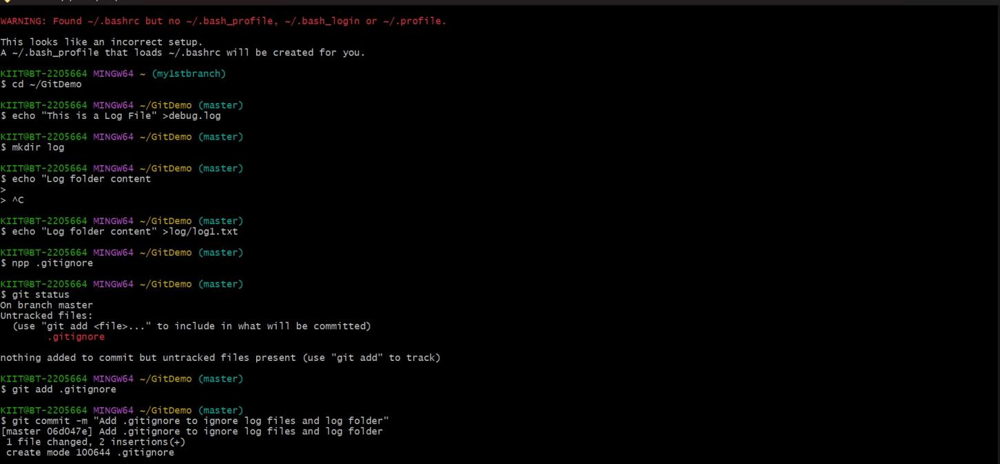 WARNING: Found ~/.bashrc but no ~/.bash_profile, ~/.bash_login or ~/.profile.
This looks like an incorrect setup.
A ~/.bash_profile that loads ~/.bashrc will be created for you.
KIIT@BT-2205664 MINGW64 ~ (my1stbranch)
$ cd ~/GitDemo
KIIT@BT-2205664 MINGW64 ~/GitDemo (master)
$ echo "This is a Log File" >debug.log
KIIT@BT-2205664 MINGW64 ~/GitDemo (master)
$ mkdir log
KIIT@BT-2205664 MINGW64 ~/GitDemo (master)
$ echo "Log folder content
>
> ^C
KIIT@BT-2205664 MINGW64 ~/GitDemo (master)
$ echo "Log folder content" >log/log1.txt
KIIT@BT-2205664 MINGW64 ~/GitDemo (master)
$ npp .gitignore
KIIT@BT-2205664 MINGW64 ~/GitDemo (master)
$ git status
On branch master
Untracked files:
  (use "git add <file>..." to include in what will be committed)
        .gitignore
nothing added to commit but untracked files present (use "git add" to track)
KIIT@BT-2205664 MINGW64 ~/GitDemo (master)
$ git add .gitignore
KIIT@BT-2205664 MINGW64 ~/GitDemo (master)
$ git commit -m "Add .gitignore to ignore log files and log folder"
[master 06d047e] Add .gitignore to ignore log files and log folder
 1 file changed, 2 insertions(+)
 create mode 100644 .gitignore